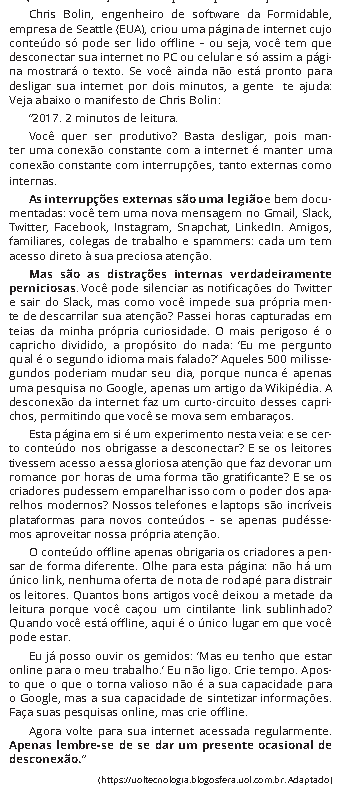 Chris Bolin, engenheiro de software da Formidable,
empresa de Seattle (EUA), criou uma página de internet cujo
conteúdo só pode ser lido offline – ou seja, você tem que
desconectar sua internet no PC ou celular e só assim a pági-
na mostrará o texto. Se você ainda não está pronto para
desligar sua internet por dois minutos, a gente te ajuda:
Veja abaixo o manifesto de Chris Bolin:
“2017. 2 minutos de leitura.
Você quer ser produtivo? Basta desligar, pois man-
ter uma conexão constante com a internet é manter uma
conexão constante com interrupções, tanto externas como
internas.
As interrupções externas são uma legião e bem docu-
mentadas: você tem uma nova mensagem no Gmail, Slack,
Twitter, Facebook, Instagram, Snapchat, LinkedIn. Amigos,
familiares, colegas de trabalho e spammers: cada um tem
acesso direto à sua preciosa atenção.
Mas são as distrações internas verdadeiramente
perniciosas. Você pode silenciar as notificações do Twitter
e sair do Slack, mas como você impede sua própria men-
te de descarrilar sua atenção? Passei horas capturadas em
teias da minha própria curiosidade. O mais perigoso é o
capricho dividido, a propósito do nada: ‘Eu me pergunto
qual é o segundo idioma mais falado?’ Aqueles 500 milisse-
gundos poderiam mudar seu dia, porque nunca é apenas
uma pesquisa no Google, apenas um artigo da Wikipédia. A
desconexão da internet faz um curto-circuito desses capri-
chos, permitindo que você se mova sem embaraços.
Esta página em si é um experimento nesta veia: e se cer-
to conteúdo nos obrigasse a desconectar? E se os leitores
tivessem acesso a essa gloriosa atenção que faz devorar um
romance por horas de uma forma tão gratificante? E se os
criadores pudessem emparelhar isso com o poder dos apa-
relhos modernos? Nossos telefones e laptops são incríveis
plataformas para novos conteúdos – se apenas pudésse-
mos aproveitar nossa própria atenção.
O conteúdo offline apenas obrigaria os criadores a pen-
sar de forma diferente. Olhe para esta página: não há um
único link, nenhuma oferta de nota de rodapé para distrair
os leitores. Quantos bons artigos você deixou a metade da
leitura porque você caçou um cintilante link sublinhado?
Quando você está offline, aqui é o único lugar em que você
pode estar.
Eu já posso ouvir os gemidos: ‘Mas eu tenho que estar
online para o meu trabalho.’ Eu não ligo. Crie tempo. Apos-
to que o que o torna valioso não é a sua capacidade para
o Google, mas a sua capacidade de sintetizar informações.
Faça suas pesquisas online, mas crie offline.
Agora volte para sua internet acessada regularmente.
Apenas lembre-se de se dar um presente ocasional de
desconexão.”
(https://uoltecnologia.blogosfera.uol.com.br. Adaptado)